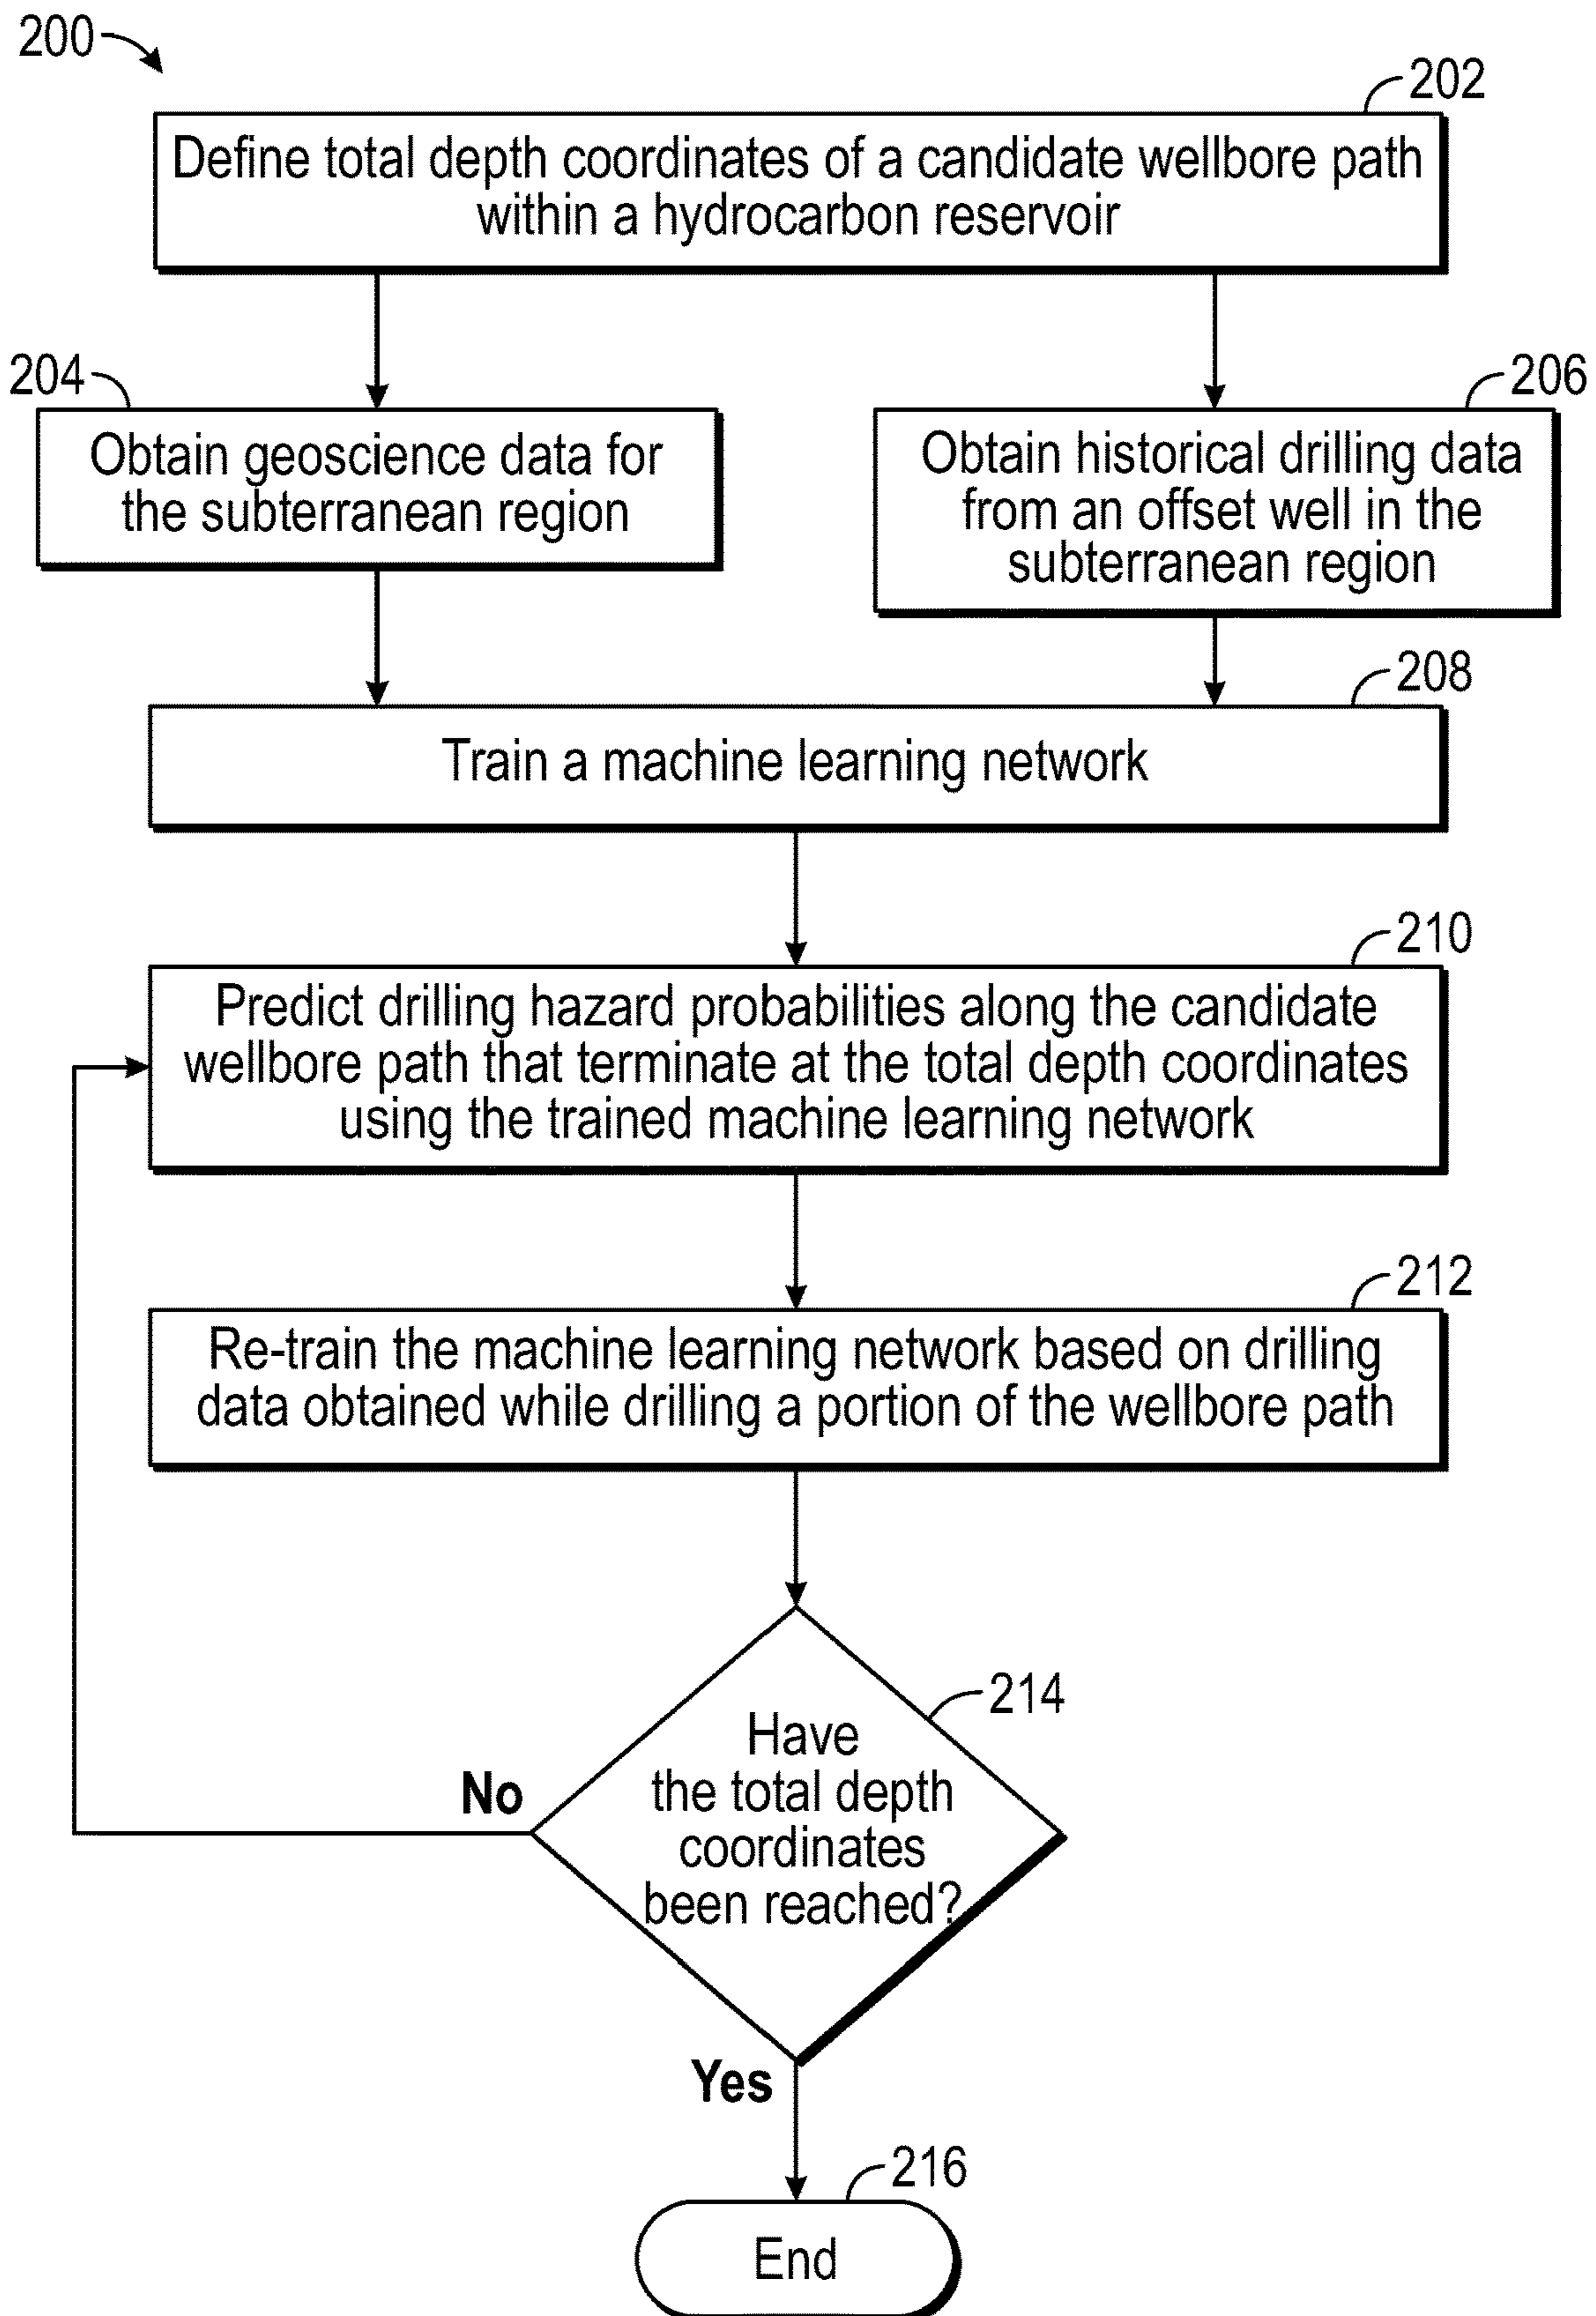 200
202
Define total depth coordinates of a candidate wellbore path
within a hydrocarbon reservoir
204
Obtain geoscience data for
the subterranean region
206
Obtain historical drilling data
from an offset well in the
subterranean region
208
Train a machine learning network
210
Predict drilling hazard probabilities along the candidate
wellbore path that terminate at the total depth coordinates
using the trained machine learning network
212
Re-train the machine learning network based on drilling
data obtained while drilling a portion of the wellbore path
214
Have
the total depth
coordinates
been reached?
No
Yes
216
End